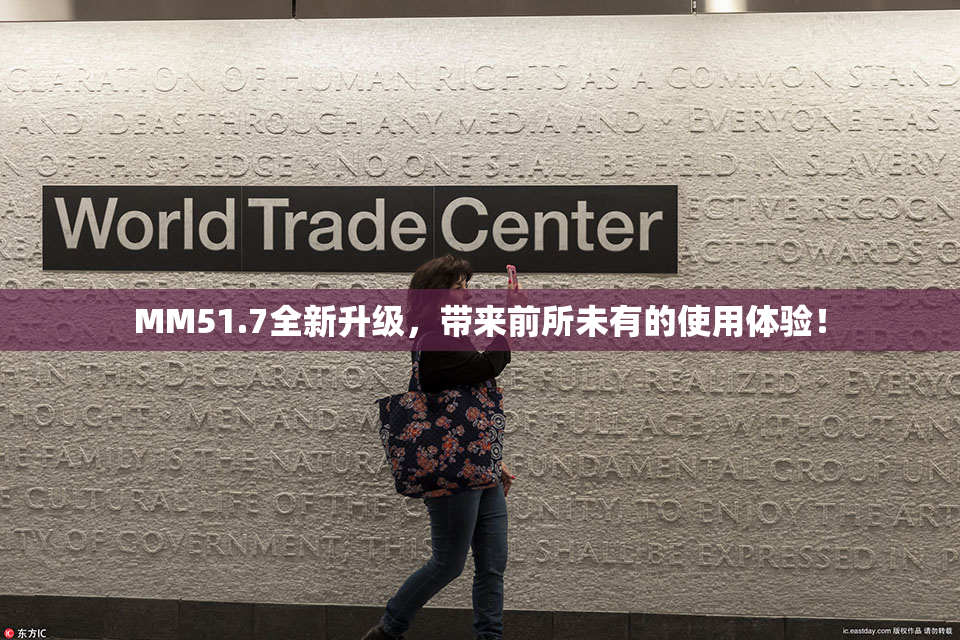 CLARATION OF HUMAN RIGHTS AS A COMMON STAND
AND IDEAS THROUGH ANY MEDIA AND EVERYONE HAS T
OF THIS PLEDGE NO ONE SHALL BE HELD IN SLAVERY
ECTIVE RECOGN
World Trade Center
ACT TOWARDS O
MM51.7全新升级，带来前所未有的使用体验！
H IN THIS DECLARATION FULLY REALIZED EVERYO
THOUGHT MEN AND OF FULL AGE WITHO
E FAMILY IS THE NATURA FUNDAMENTAL GROUP
E CULTURAL LIFE OF THE UNITY, TO ENJOY THE ART
TY OF GOVERNMENT; THIS SHALL BE EXPRESSED IN P
东方IC
ic.eastday.com 版权作品 请勿转载